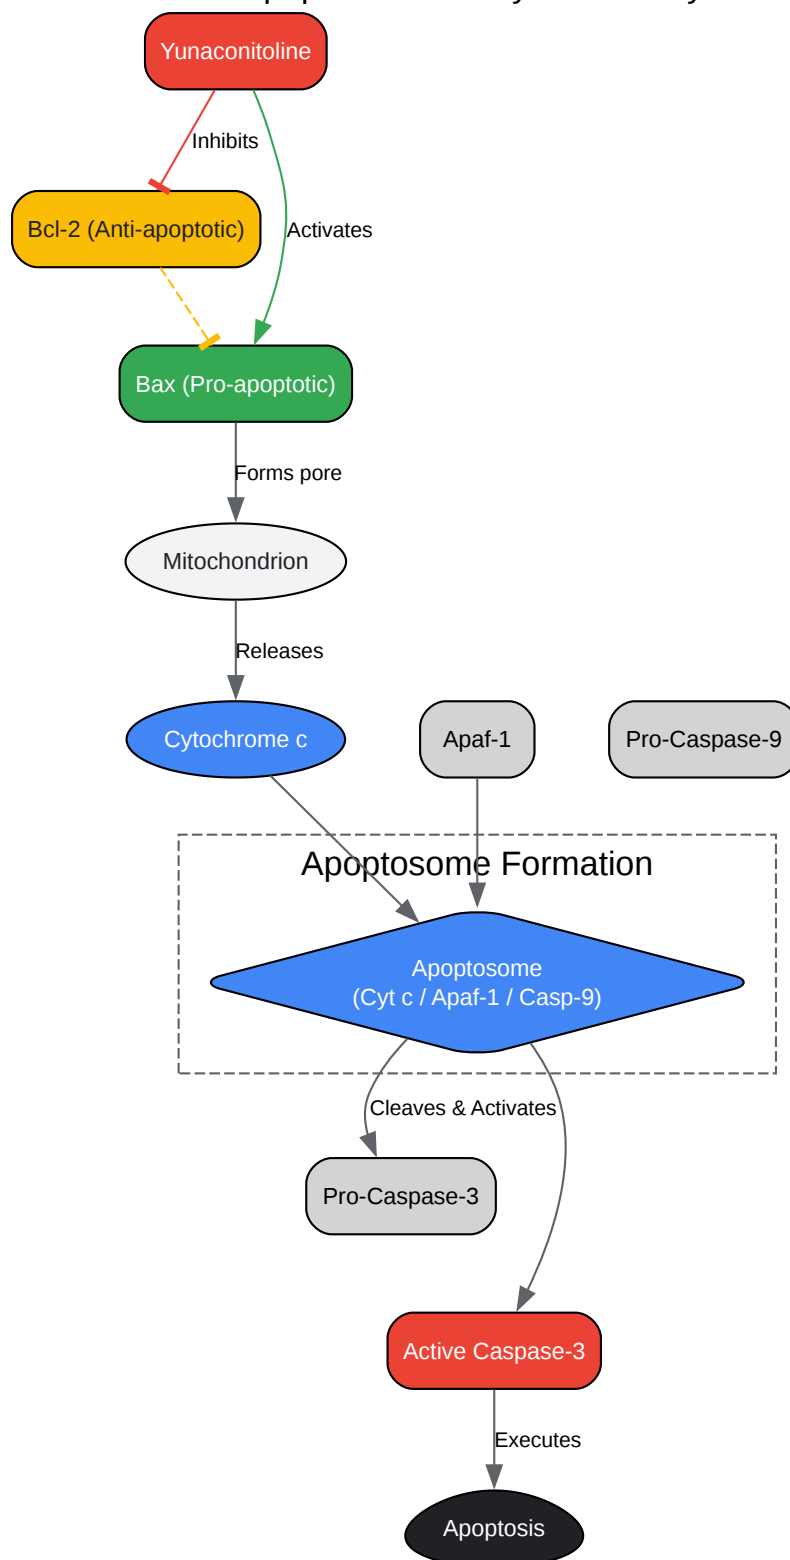 Yunaconitoline
Inhibits
Bcl-2 (Anti-apoptotic)
Activates
Bax (Pro-apoptotic)
Forms pore
Mitochondrion
Releases
Cytochrome c
Apaf-1
Pro-Caspase-9
Apoptosome Formation
Apoptosome
(Cyt c / Apaf-1 / Casp-9)
Cleaves & Activates
Pro-Caspase-3
Active Caspase-3
Executes
Apoptosis